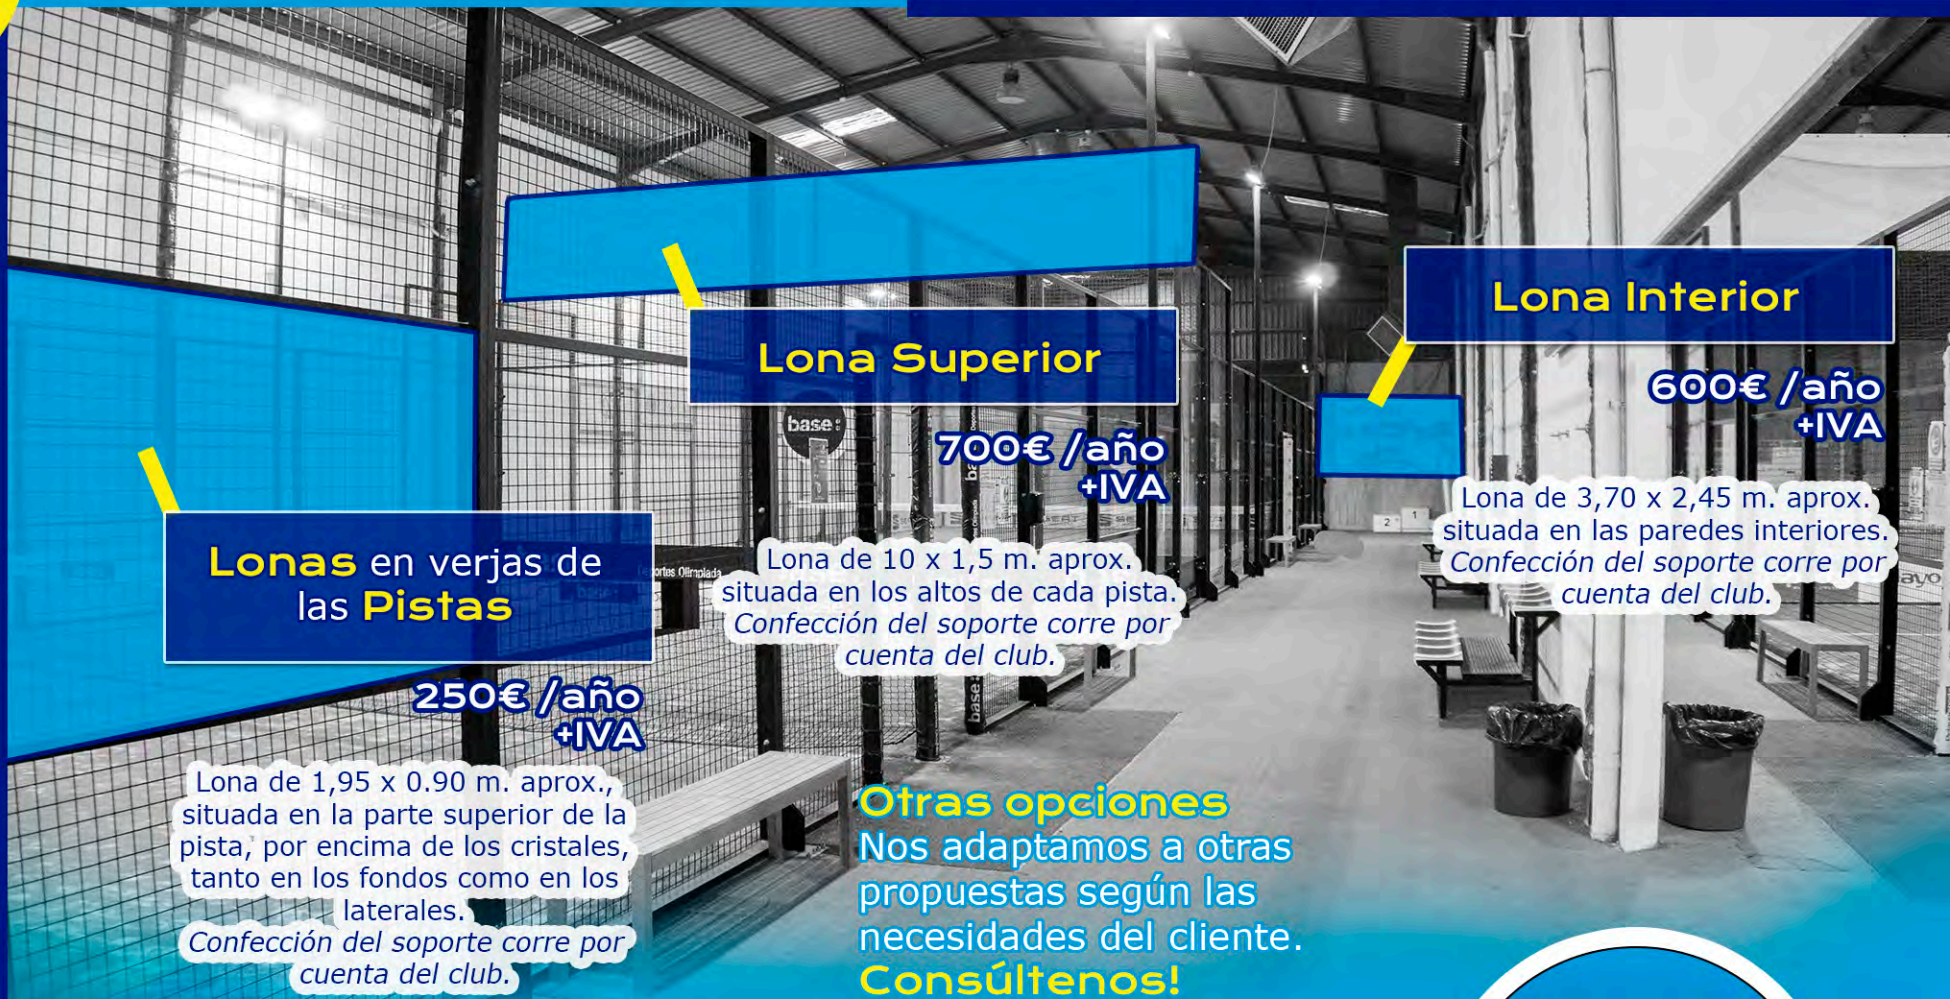 Lona Interior
600€ /año
+IVA
Lona de 3,70 x 2,45 m. aprox.
situada en las paredes interiores.
Confección del soporte corre por
cuenta del club.
Lona Superior
700€ /año
+IVA
Lona de 10 x 1,5 m. aprox.
situada en los altos de cada pista.
Confección del soporte corre por
cuenta del club.
Lonas en verjas de
las Pistas
250€ /año
+IVA
Lona de 1,95 x 0.90 m. aprox.,
situada en la parte superior de la
pista, por encima de los cristales,
tanto en los fondos como en los
laterales.
Confección del soporte corre por
cuenta del club.
Otras opciones
Nos adaptamos a otras
propuestas según las
necesidades del cliente.
Consúltenos!
base
base
2
1